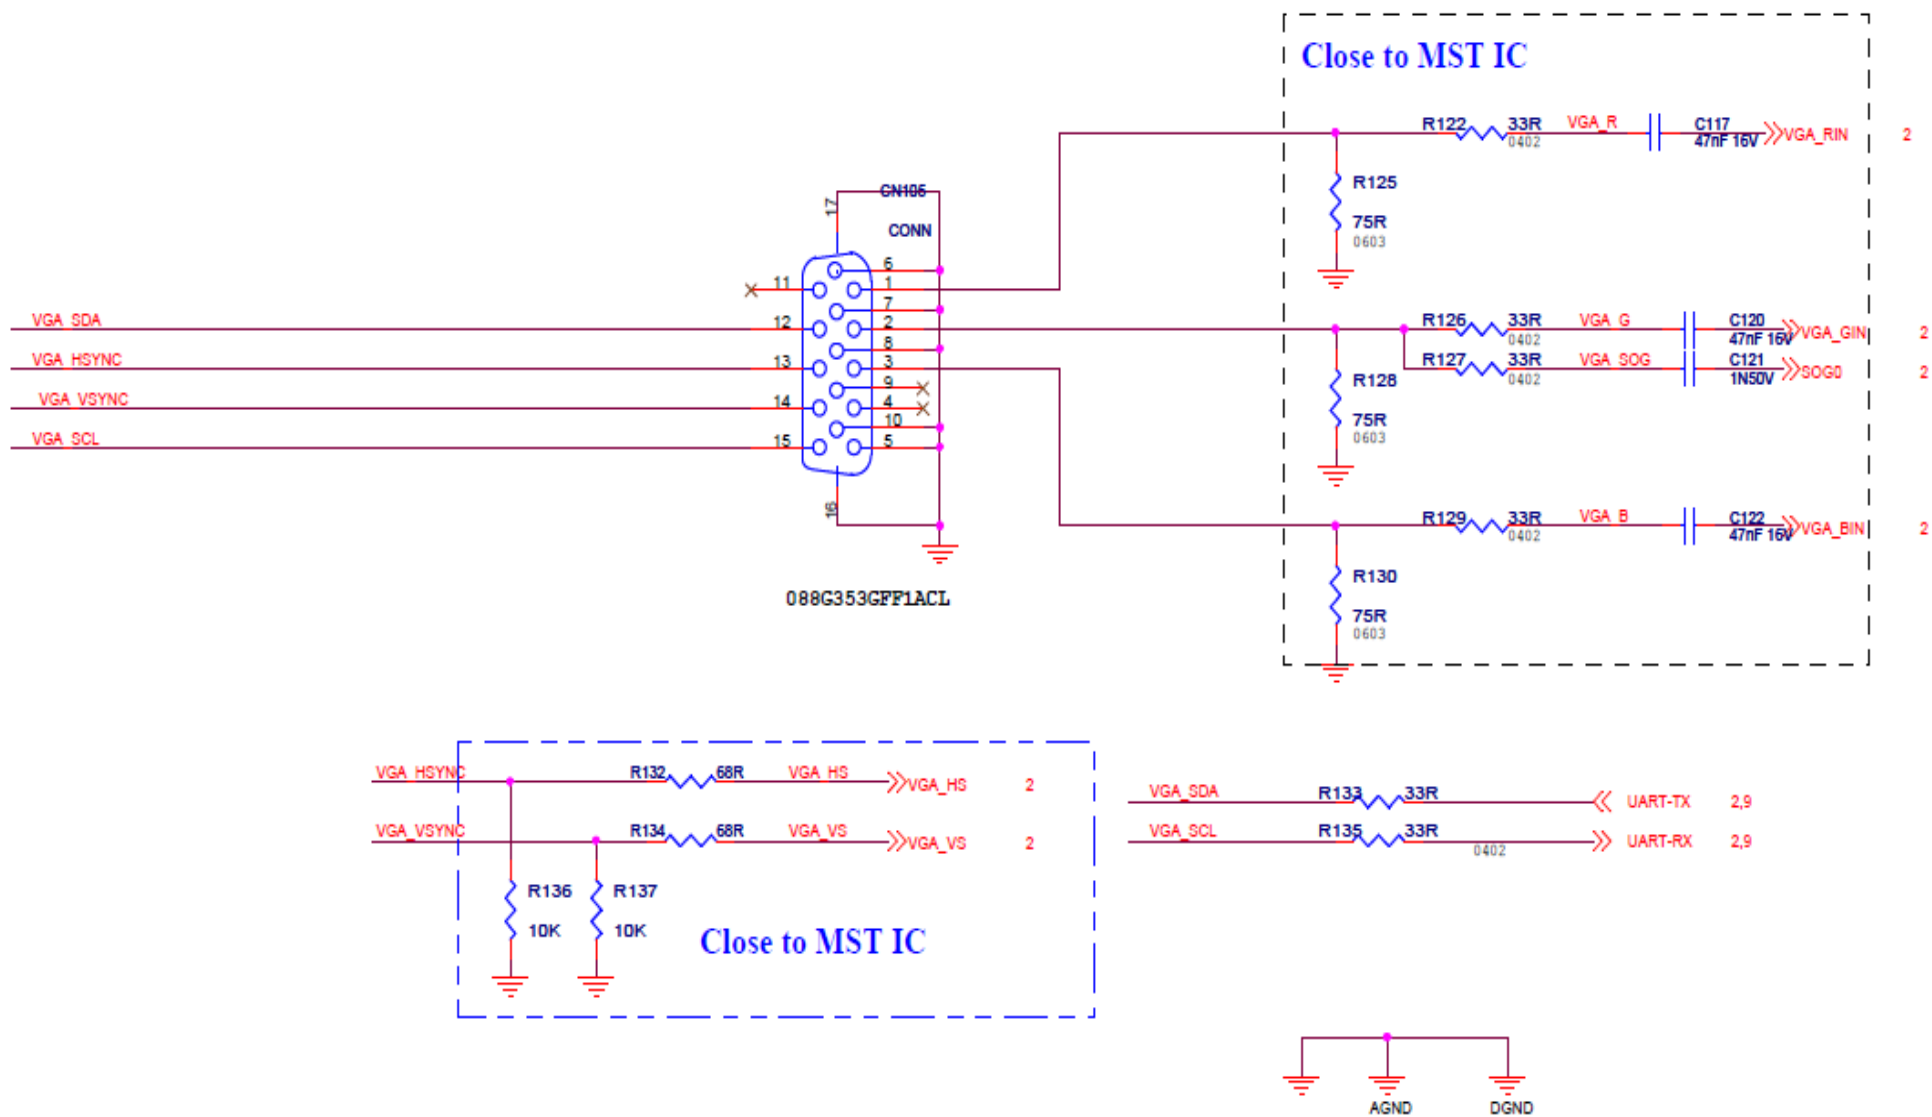 Close to MST IC
R122 33R VGA_R C117
0402 47nF 16V VGA_RIN 2
R125
75R
0603
CN105
CONN
17
6
11 1
7
VGA_SDA 12 2
8
VGA_HSYNC 13 3
9
VGA_VSYNC 14 4
10
VGA_SCL 15 5
16
088G353GFF1ACL
R126 33R VGA_G C120
0402 47nF 16V VGA_GIN 2
R127 33R VGA_SOG C121
0402 1N50V SOG0 2
R128
75R
0603
R129 33R VGA_B C122
0402 47nF 16V VGA_BIN 2
R130
75R
0603
VGA_HSYNC R132 68R VGA_HS VGA_HS 2
VGA_VSYNC R134 68R VGA_VS VGA_VS 2
R136 R137
10K 10K
Close to MST IC
VGA_SDA R133 33R UART-TX 2,9
VGA_SCL R135 33R UART-RX 2,9
0402
AGND DGND